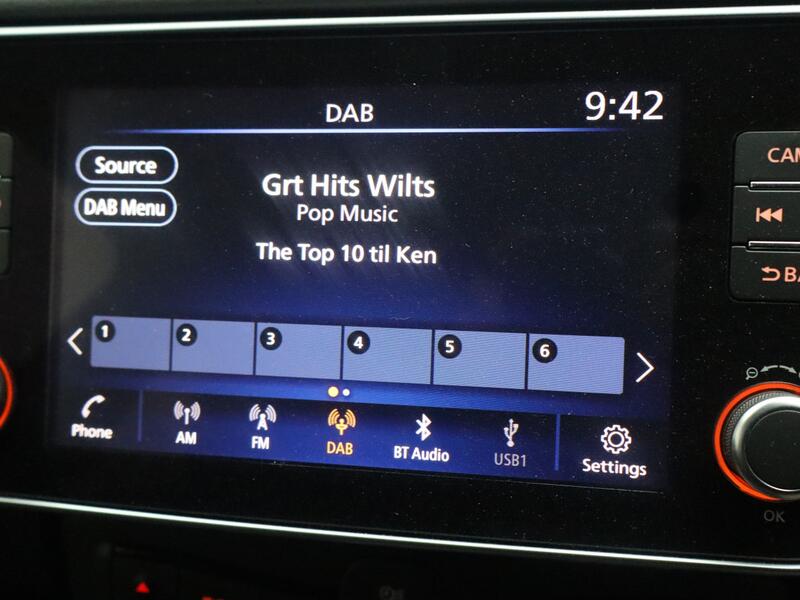 DAB
9:42
Source
DAB Menu
Grt Hits Wilts
Pop Music
The Top 10 til Ken
1 2 3 4 5 6
Phone
AM
FM
DAB
BT Audio
USB1
Settings
OK